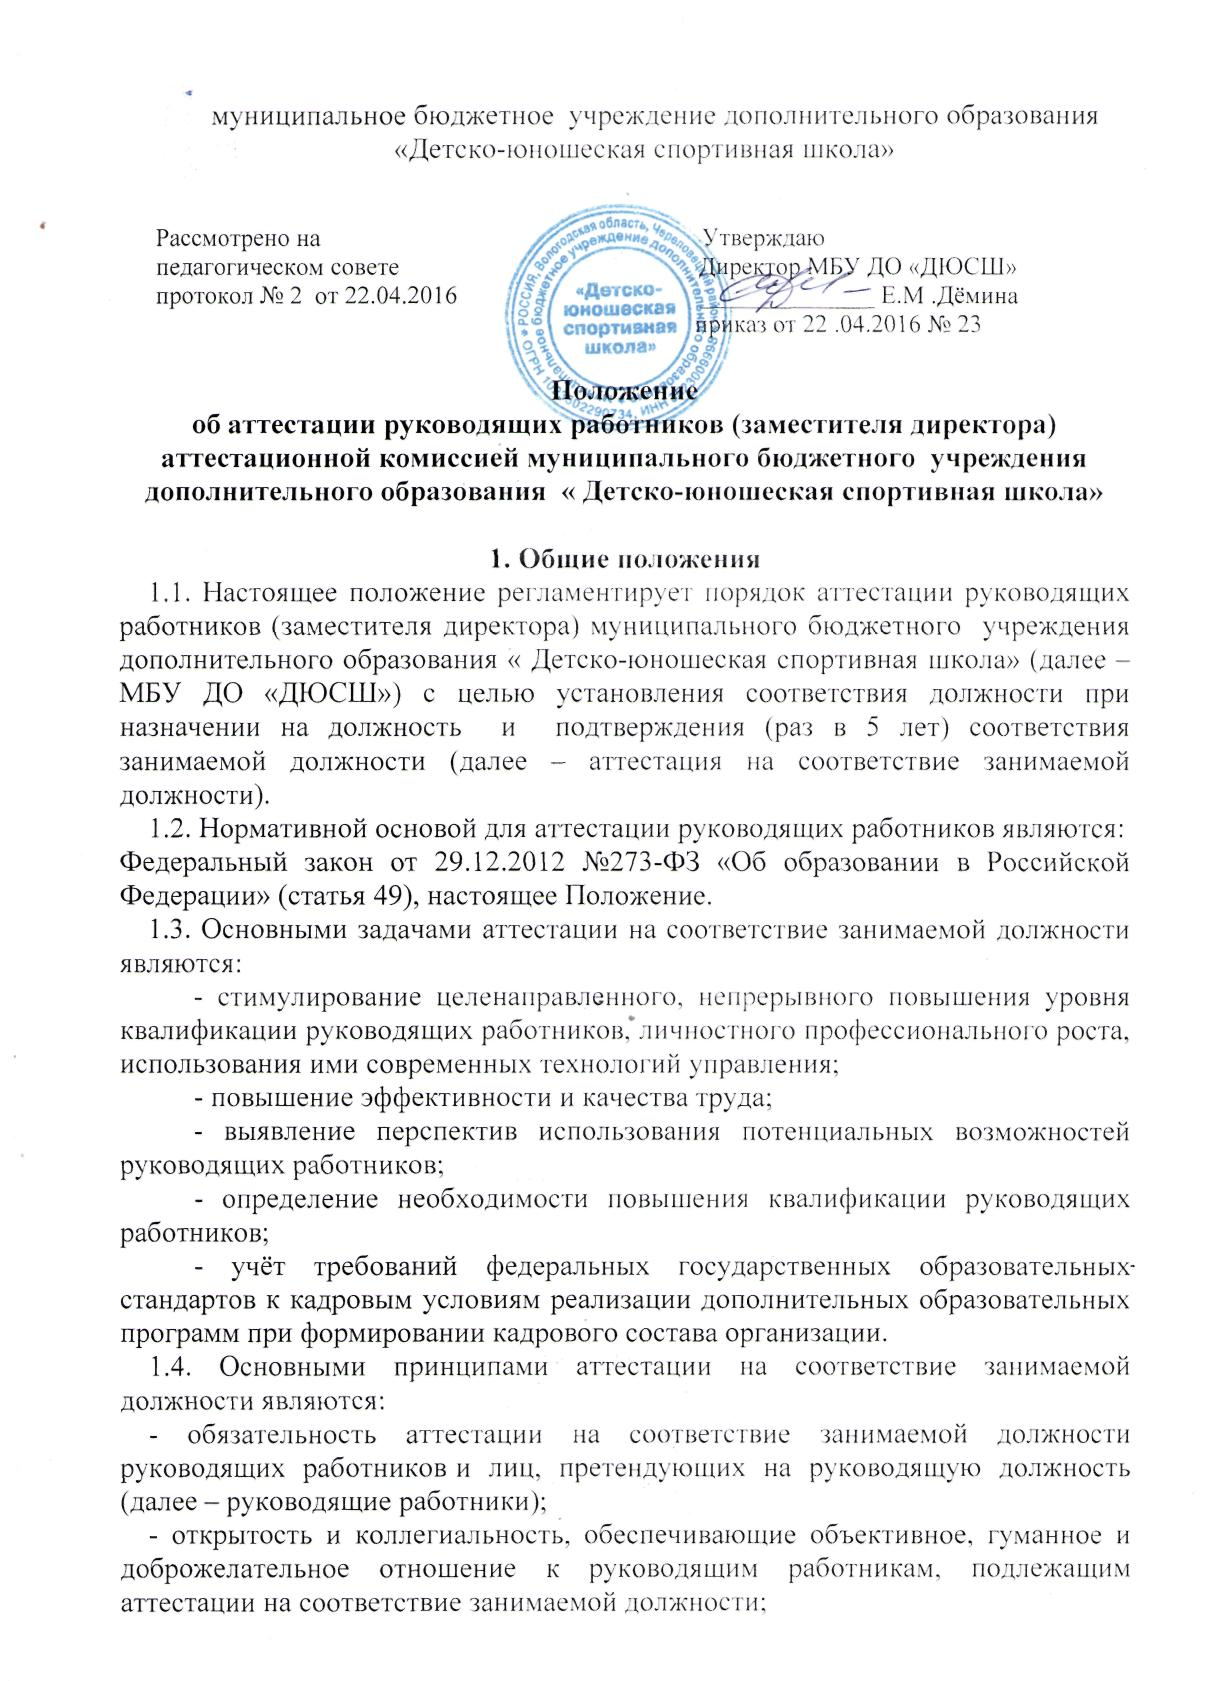 муниципальное бюджетное учреждение дополнительного образования
«Детско-юношеская спортивная школа»
Рассмотрено на
педагогическом совете
протокол № 2 от 22.04.2016
Утверждаю
Директор МБУ ДО «ДЮСШ»
Е.М .Дёмина
приказ от 22 .04.2016 № 23
РОССИЯ, Вологодская область, Череповецкий район
бюджетное учреждение дополнительного
«Детско-
юношеская
спортивная
школа»
Положение
об аттестации руководящих работников (заместителя директора)
аттестационной комиссией муниципального бюджетного учреждения
дополнительного образования « Детско-юношеская спортивная школа»
1. Общие положения
1.1. Настоящее положение регламентирует порядок аттестации руководящих
работников (заместителя директора) муниципального бюджетного учреждения
дополнительного образования « Детско-юношеская спортивная школа» (далее –
МБУ ДО «ДЮСШ») с целью установления соответствия должности при
назначении на должность и подтверждения (раз в 5 лет) соответствия
занимаемой должности (далее – аттестация на соответствие занимаемой
должности).
1.2. Нормативной основой для аттестации руководящих работников являются:
Федеральный закон от 29.12.2012 №273-ФЗ «Об образовании в Российской
Федерации» (статья 49), настоящее Положение.
1.3. Основными задачами аттестации на соответствие занимаемой должности
являются:
- стимулирование целенаправленного, непрерывного повышения уровня
квалификации руководящих работников, личностного профессионального роста,
использования ими современных технологий управления;
- повышение эффективности и качества труда;
- выявление перспектив использования потенциальных возможностей
руководящих работников;
- определение необходимости повышения квалификации руководящих
работников;
- учёт требований федеральных государственных образовательных
стандартов к кадровым условиям реализации дополнительных образовательных
программ при формировании кадрового состава организации.
1.4. Основными принципами аттестации на соответствие занимаемой
должности являются:
- обязательность аттестации на соответствие занимаемой должности
руководящих работников и лиц, претендующих на руководящую должность
(далее – руководящие работники);
- открытость и коллегиальность, обеспечивающие объективное, гуманное и
доброжелательное отношение к руководящим работникам, подлежащим
аттестации на соответствие занимаемой должности;